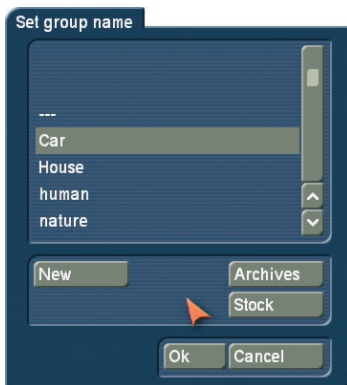 Set group name
---
Car
House
human
nature
New
Archives
Stock
Ok
Cancel